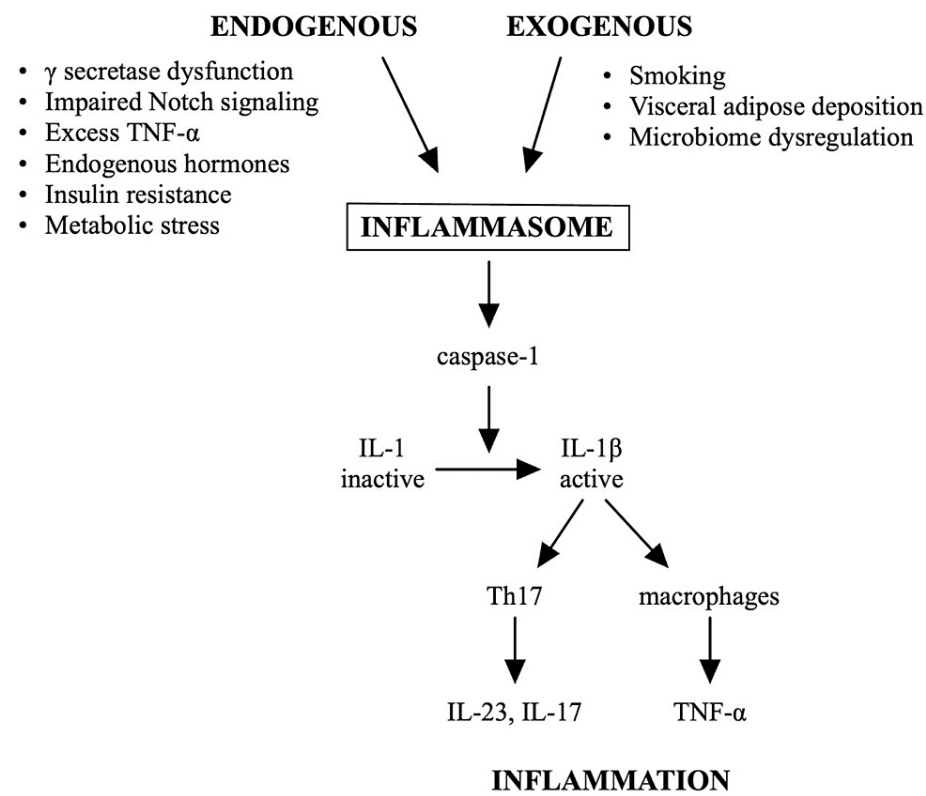 ENDOGENOUS
EXOGENOUS
• γ secretase dysfunction
• Impaired Notch signaling
• Excess TNF-α
• Endogenous hormones
• Insulin resistance
• Metabolic stress
• Smoking
• Visceral adipose deposition
• Microbiome dysregulation
INFLAMMASOME
caspase-1
IL-1
inactive
IL-1β
active
Th17
macrophages
IL-23, IL-17
TNF-α
INFLAMMATION